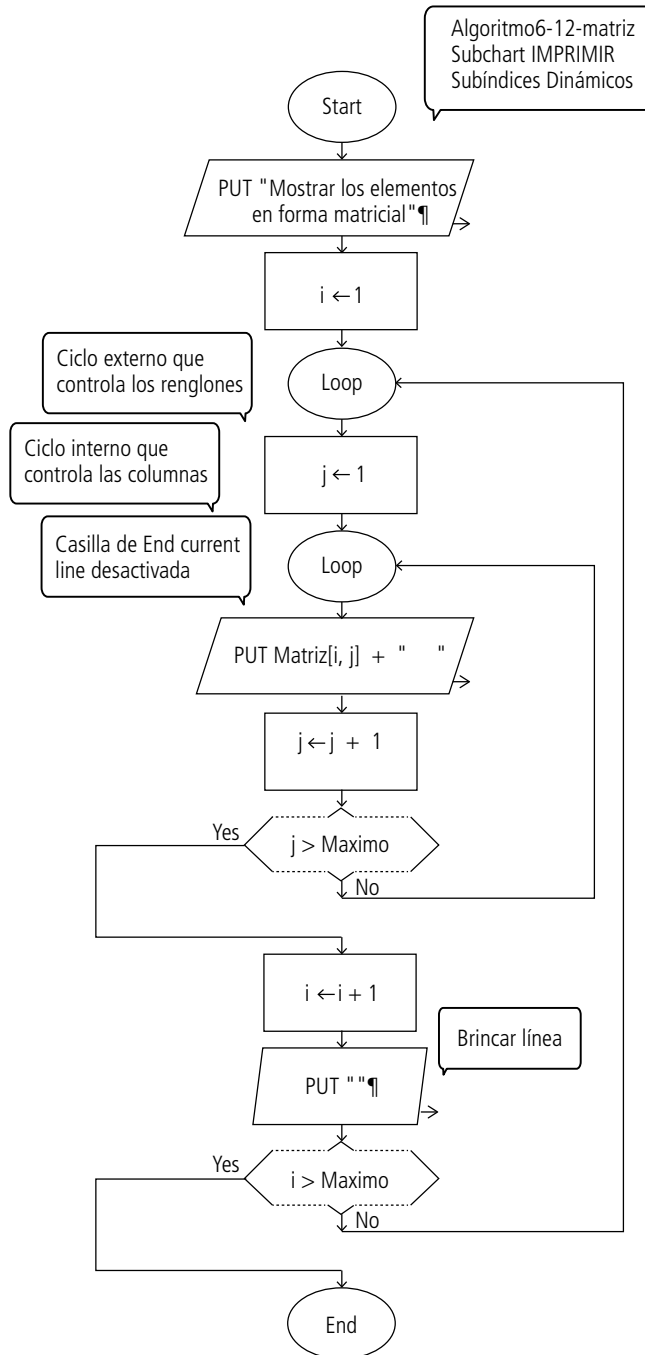 Algoritmo6-12-matriz
Subchart IMPRIMIR
Subíndices Dinámicos
Start
PUT "Mostrar los elementos
en forma matricial"¶
i ← 1
Ciclo externo que
controla los renglones
Loop
Ciclo interno que
controla las columnas
j ← 1
Casilla de End current
line desactivada
Loop
PUT Matriz[i, j] + "    "
j ← j + 1
Yes
j > Maximo
No
i ← i + 1
Brincar línea
PUT ""¶
Yes
i > Maximo
No
End